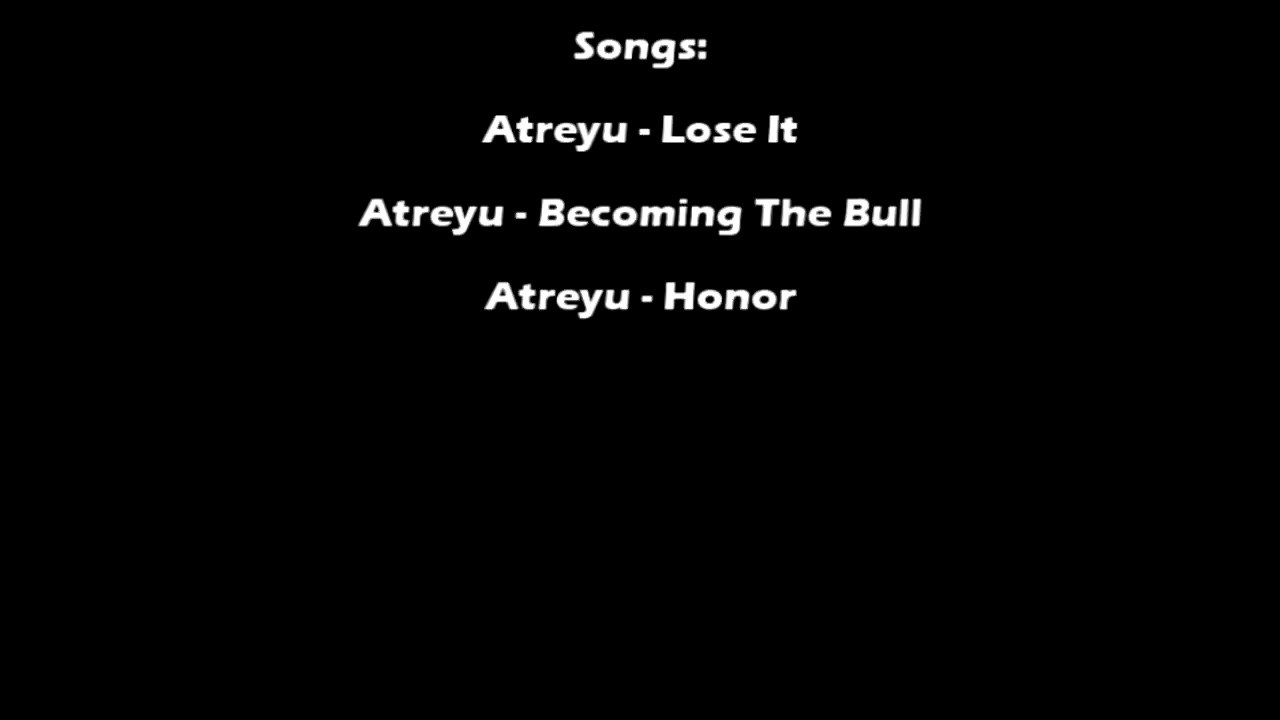 Songs:
Atreyu - Lose It
Atreyu - Becoming The Bull
Atreyu - Honor